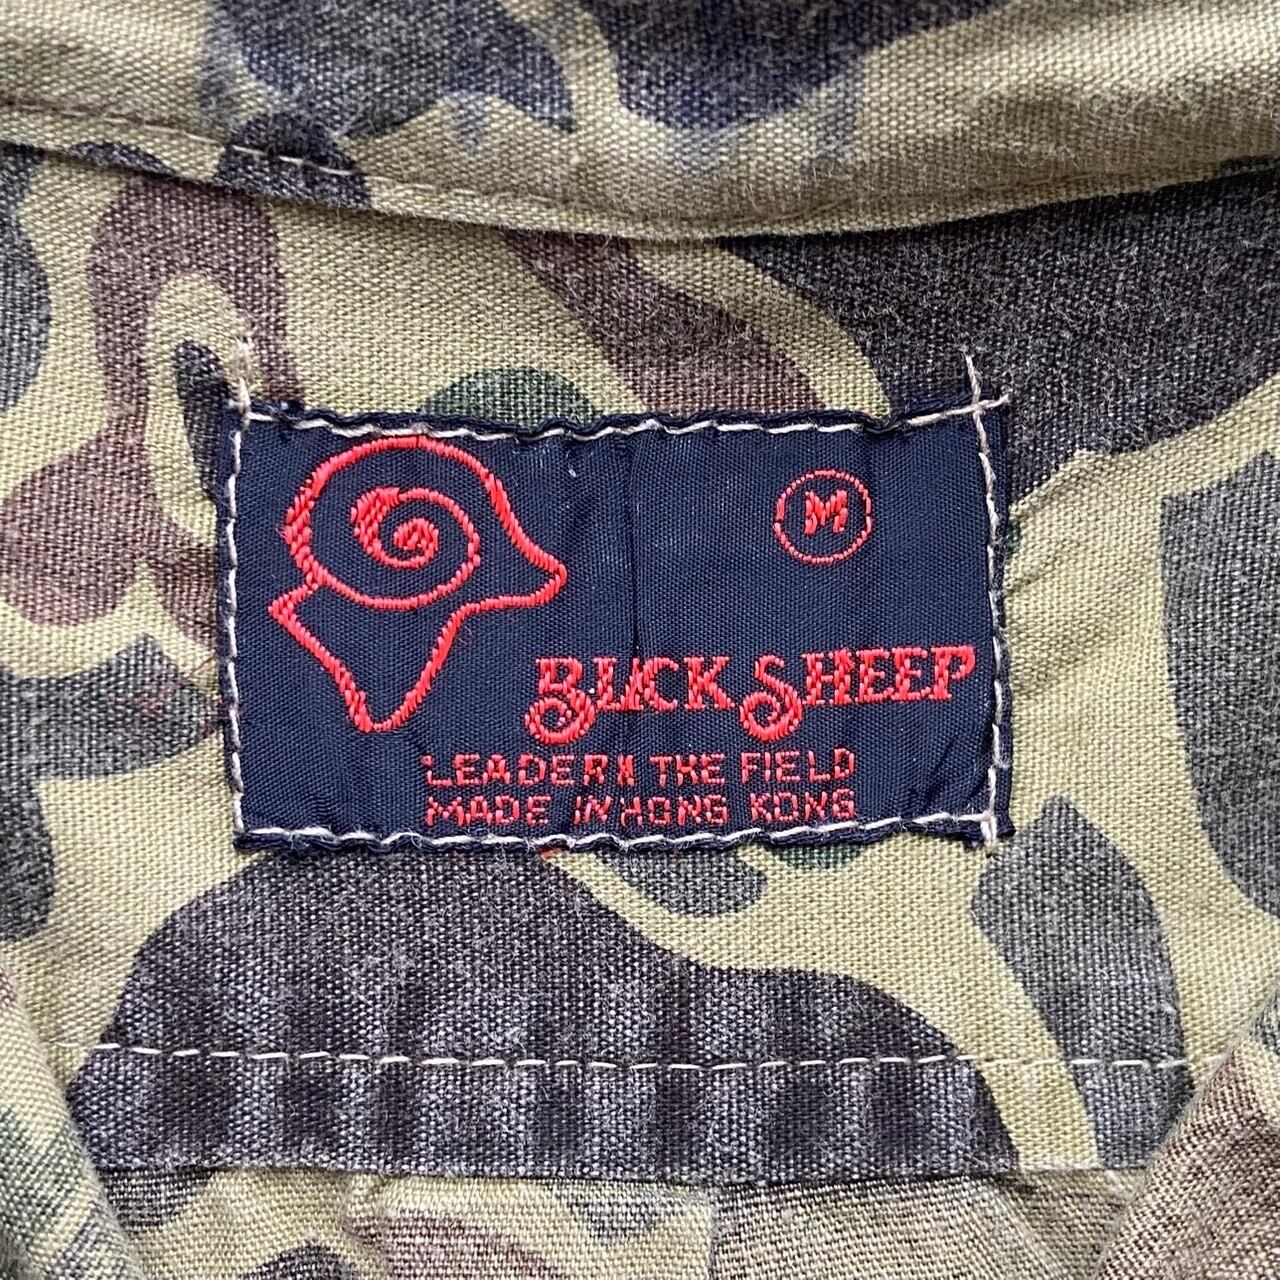 M
BLACK SHEEP
LEADER IN THE FIELD
MADE IN HONG KONG